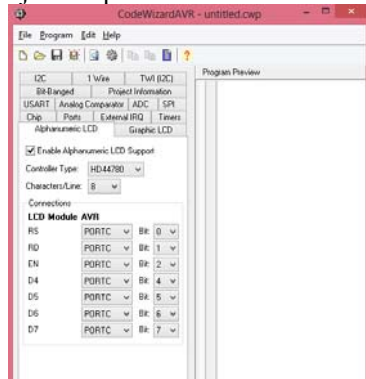 CodeWizardAVR - untitled.cwp
File Program Edit Help
I2C 1 Wire TWI (I2C)
Bit-Banged Project Information
USART Analog Comparator ADC SPI
Chip Ports External IRQ Timers
Alphanumeric LCD Graphic LCD
Program Preview
Enable Alphanumeric LCD Support
Controller Type: HD44780
Characters/Line: 8
Connections
LCD Module AVR
RS PORTC Bit: 0
RD PORTC Bit: 1
EN PORTC Bit: 2
D4 PORTC Bit: 4
D5 PORTC Bit: 5
D6 PORTC Bit: 6
D7 PORTC Bit: 7